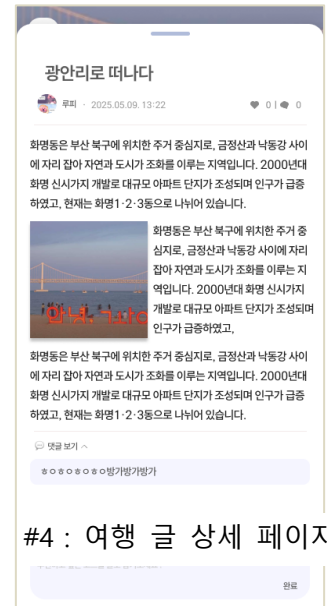 광안리로 떠나다
루피 · 2025.05.09. 13:22 0 | 0
화명동은 부산 북구에 위치한 주거 중심지로, 금정산과 낙동강 사이
에 자리 잡아 자연과 도시가 조화를 이루는 지역입니다. 2000년대
화명 신시가지 개발로 대규모 아파트 단지가 조성되며 인구가 급증
하였고, 현재는 화명1·2·3동으로 나뉘어 있습니다.
화명동은 부산 북구에 위치한 주거 중
심지로, 금정산과 낙동강 사이에 자리
잡아 자연과 도시가 조화를 이루는 지
역입니다. 2000년대 화명 신시가지
개발로 대규모 아파트 단지가 조성되며
인구가 급증하였고,
화명동은 부산 북구에 위치한 주거 중심지로, 금정산과 낙동강 사이
에 자리 잡아 자연과 도시가 조화를 이루는 지역입니다. 2000년대
화명 신시가지 개발로 대규모 아파트 단지가 조성되며 인구가 급증
하였고, 현재는 화명1·2·3동으로 나뉘어 있습니다.
댓글 보기
ㅎㅇㅎㅇㅎㅇㅎㅇ방가방가방가
#4 : 여행 글 상세 페이지
완료